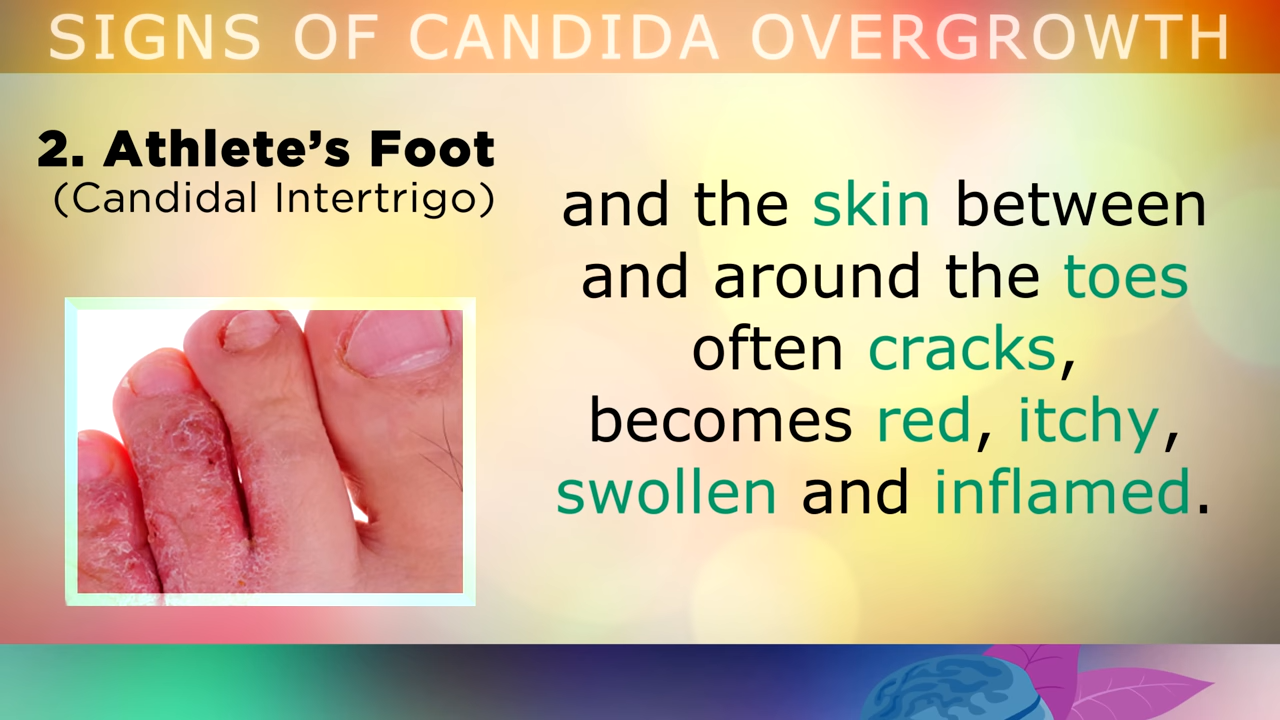 SIGNS OF CANDIDA OVERGROWTH
2. Athlete’s Foot
(Candidal Intertrigo)
and the skin between
and around the toes
often cracks,
becomes red, itchy,
swollen and inflamed.